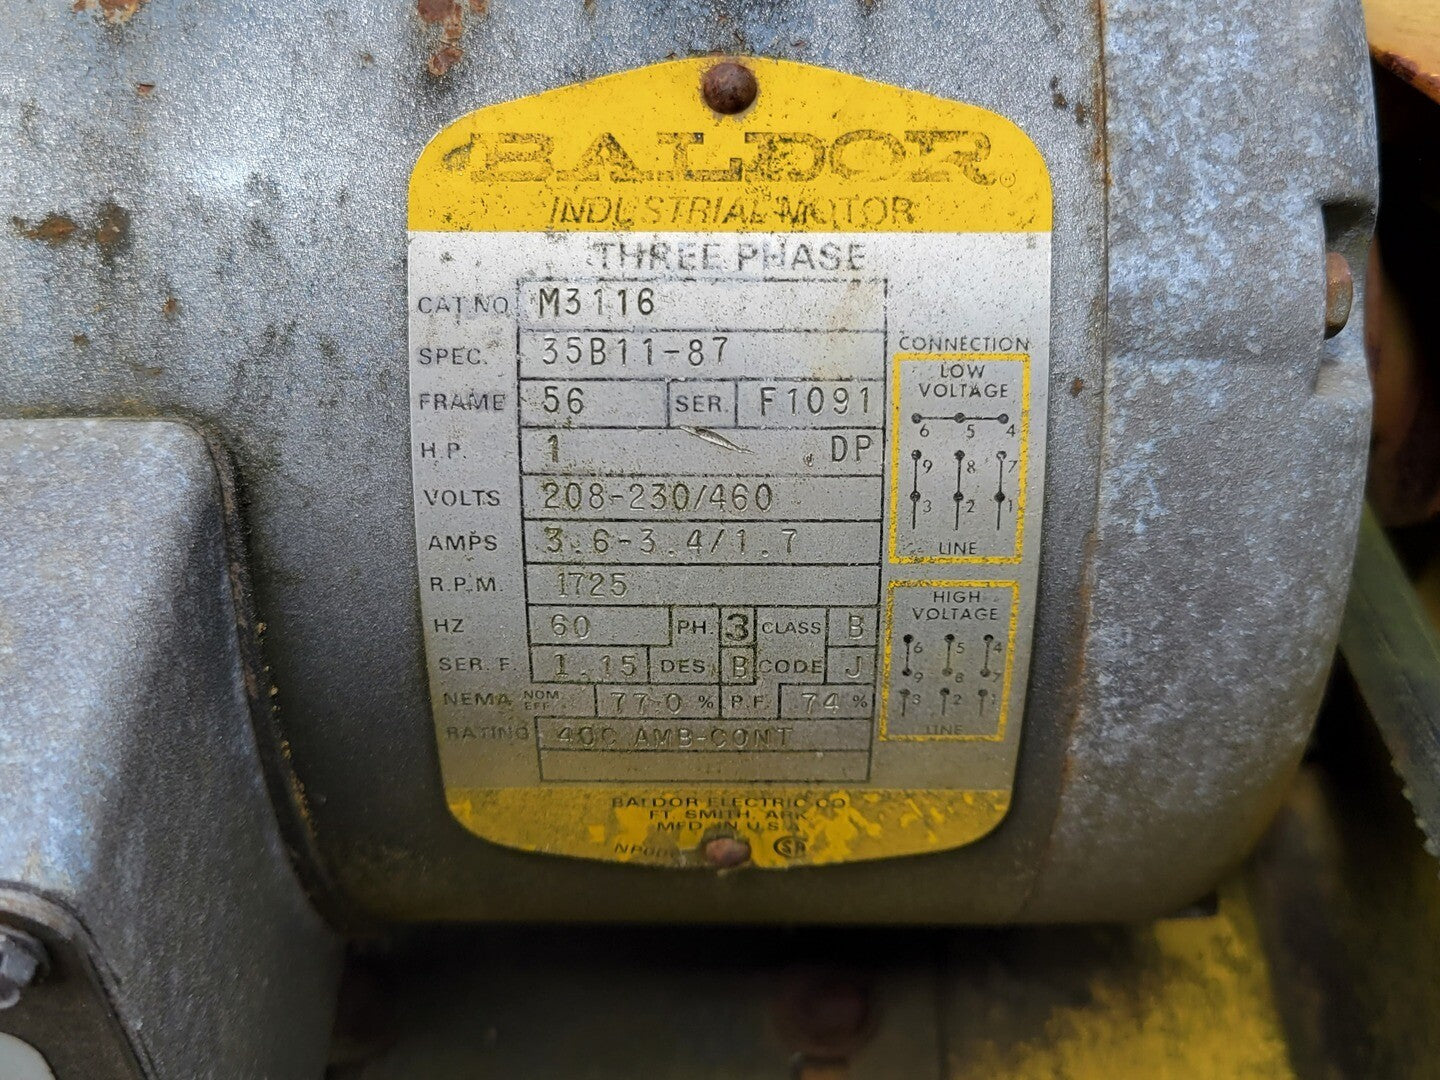 BALDOR
INDUSTRIAL MOTOR
THREE PHASE
CAT.NO. M3116
SPEC. 35B11-87
FRAME 56 SER. F1091
H.P. 1 DP
VOLTS 208-230/460
AMPS 3.6-3.4/1.7
R.P.M. 1725
HZ 60 PH. 3 CLASS B
SER.F. 1.15 DES B CODE J
NEMA NOM. EFF. 77.0 % P.F. 74 %
RATING 40C AMB-CONT
CONNECTION
LOW
VOLTAGE
6 5 4
9 8 7
3 2 1
LINE
HIGH
VOLTAGE
6 5 4
9 8 7
3 2 1
LINE
BALDOR ELECTRIC CO
FT. SMITH, ARK.
MFD. IN U.S.A.